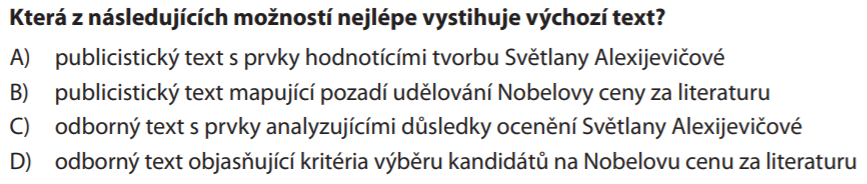 Která z následujících možností nejlépe vystihuje výchozí text?
A) publicistický text s prvky hodnotícími tvorbu Světlany Alexijevičové
B) publicistický text mapující pozadí udělování Nobelovy ceny za literaturu
C) odborný text s prvky analyzujícími důsledky ocenění Světlany Alexijevičové
D) odborný text objasňující kritéria výběru kandidátů na Nobelovu cenu za literaturu